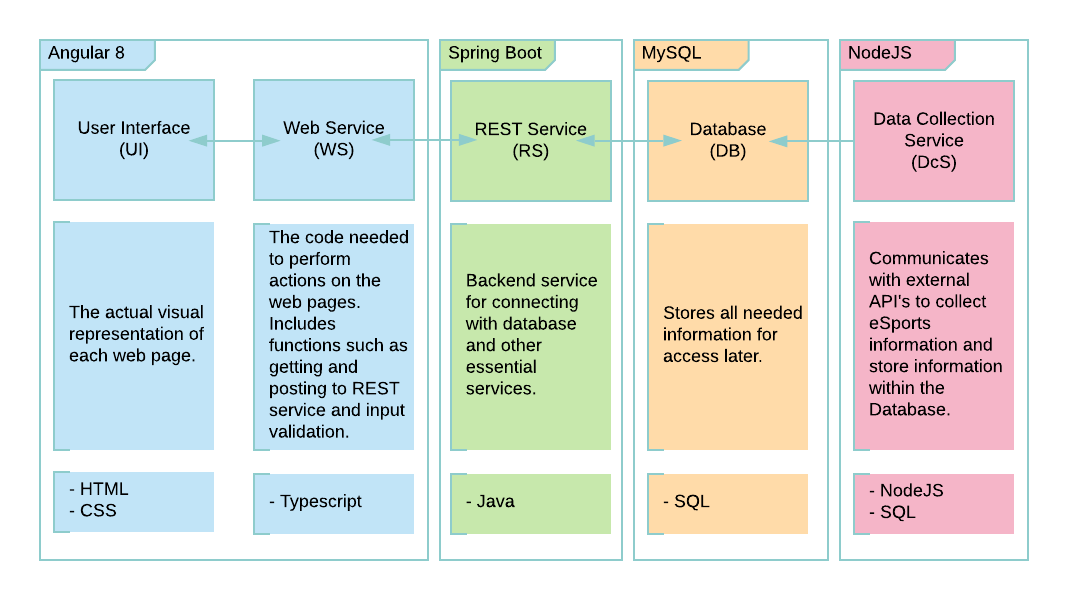 Angular 8
Spring Boot
MySQL
NodeJS
User Interface
(UI)
Web Service
(WS)
REST Service
(RS)
Database
(DB)
Data Collection
Service
(DcS)
The actual visual
representation of
each web page.
The code needed
to perform
actions on the
web pages.
Includes
functions such as
getting and
posting to REST
service and input
validation.
Backend service
for connecting
with database
and other
essential
services.
Stores all needed
information for
access later.
Communicates
with external
API's to collect
eSports
information and
store information
within the
Database.
- HTML
- CSS
- Typescript
- Java
- SQL
- NodeJS
- SQL